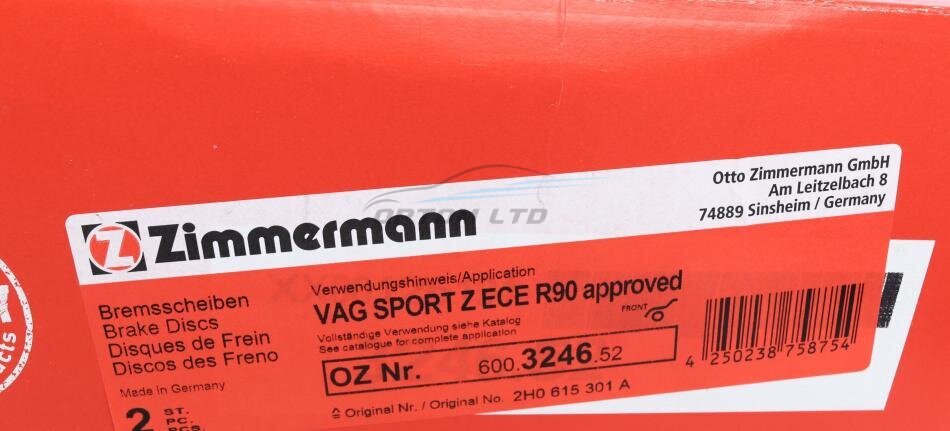 Zimmermann
Otto Zimmermann GmbH
Am Leitzelbach 8
74889 Sinsheim / Germany
Bremsscheiben
Brake Discs
Disques de Frein
Discos des Freno
Made in Germany
2 ST.
PC.
PCS.
Verwendungshinweis/Application
VAG SPORT Z ECE R90 approved
Vollständige Verwendung siehe Katalog
See catalogue for complete application
FRONT
OZ Nr. 600.3246.52
≙ Original Nr. / Original No. 2H0 615 301 A
4 250238 758754
LTD